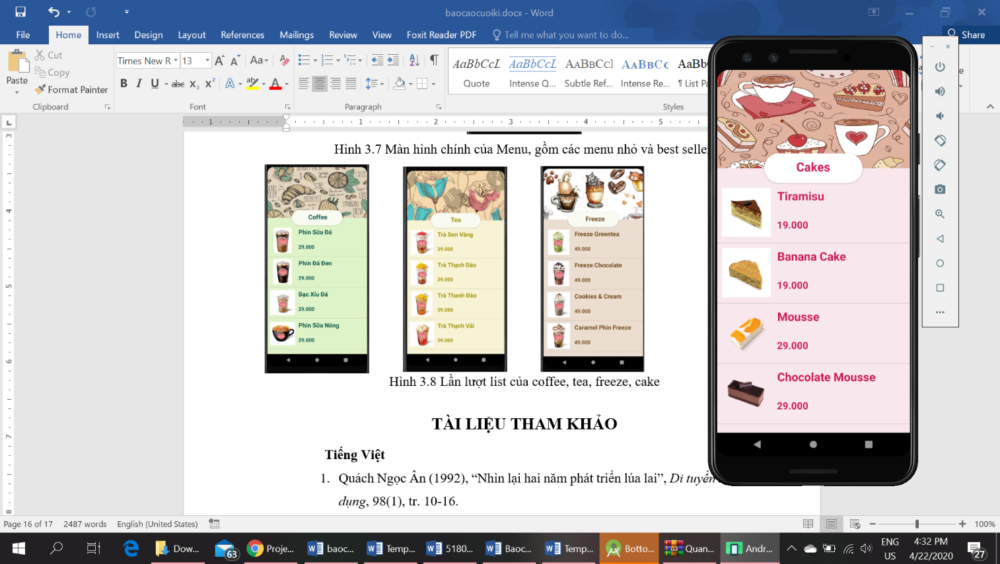 baocaocuoiki.docx - Word
File
Home
Insert
Design
Layout
References
Mailings
Review
View
Foxit Reader PDF
Tell me what you want to do...
Share
Paste
Cut
Copy
Format Painter
Clipboard
Times New R
13
Font
Paragraph
AaBbCcL
Quote
AaBbCcL
Intense Q...
AABBCCI
Subtle Ref...
AABBCC
Intense Re...
AaBb
¶ List Pa
Styles
Hình 3.7 Màn hình chính của Menu, gồm các menu nhỏ và best seller
Coffee
Phin Sữa Đá
29.000
Phin Đá Đen
29.000
Bạc Xỉu Đá
29.000
Phin Sữa Nóng
29.000
Tea
Trà Sen Vàng
39.000
Trà Thạch Đào
39.000
Trà Thanh Đào
39.000
Trà Thạch Vải
39.000
Freeze
Freeze Greentea
49.000
Freeze Chocolate
49.000
Cookies & Cream
49.000
Caramel Phin Freeze
49.000
Hình 3.8 Lần lượt list của coffee, tea, freeze, cake
TÀI LIỆU THAM KHẢO
Tiếng Việt
1. Quách Ngọc Ân (1992), “Nhìn lại hai năm phát triển lúa lai”, Di tuyền
dụng, 98(1), tr. 10-16.
Cakes
Tiramisu
19.000
Banana Cake
19.000
Mousse
29.000
Chocolate Mousse
29.000
Page 16 of 17
2487 words
English (United States)
100%
Dow...
63
Proje...
baoc...
Temp...
5180...
Baoc...
Temp...
Botto...
Quan...
Andr...
ENG
US
4:32 PM
4/22/2020
27